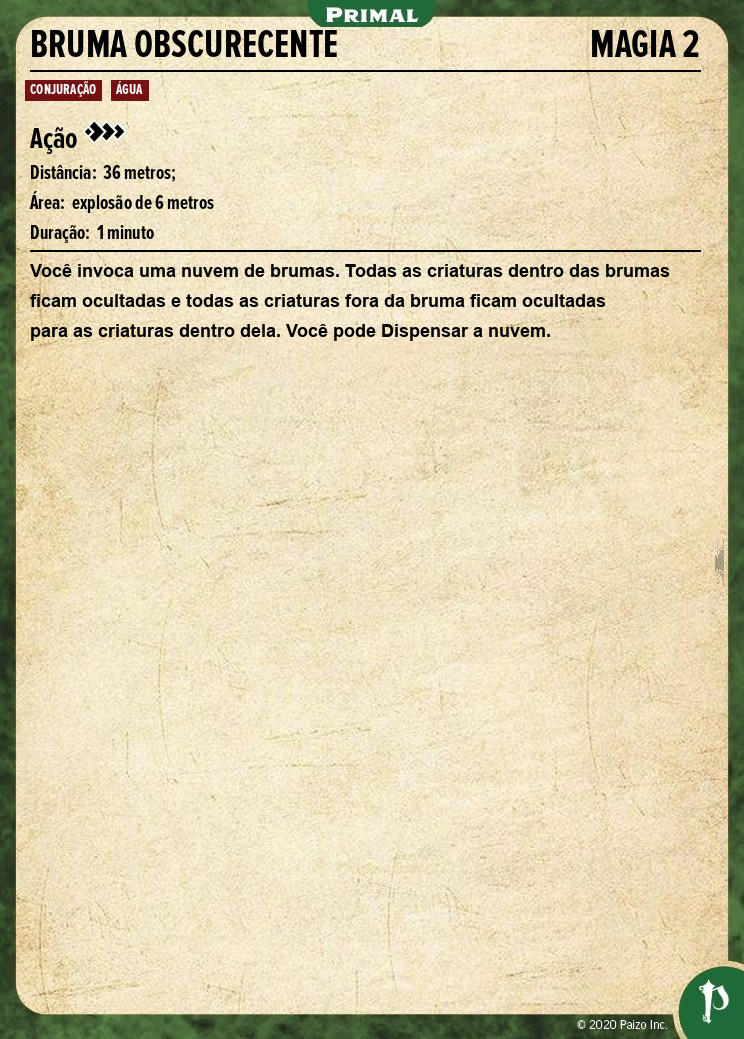 PRIMAL
BRUMA OBSCURECENTE MAGIA 2
CONJURAÇÃO ÁGUA
Ação
Distância: 36 metros;
Área: explosão de 6 metros
Duração: 1 minuto
Você invoca uma nuvem de brumas. Todas as criaturas dentro das brumas
ficam ocultadas e todas as criaturas fora da bruma ficam ocultadas
para as criaturas dentro dela. Você pode Dispensar a nuvem.
© 2020 Paizo Inc.